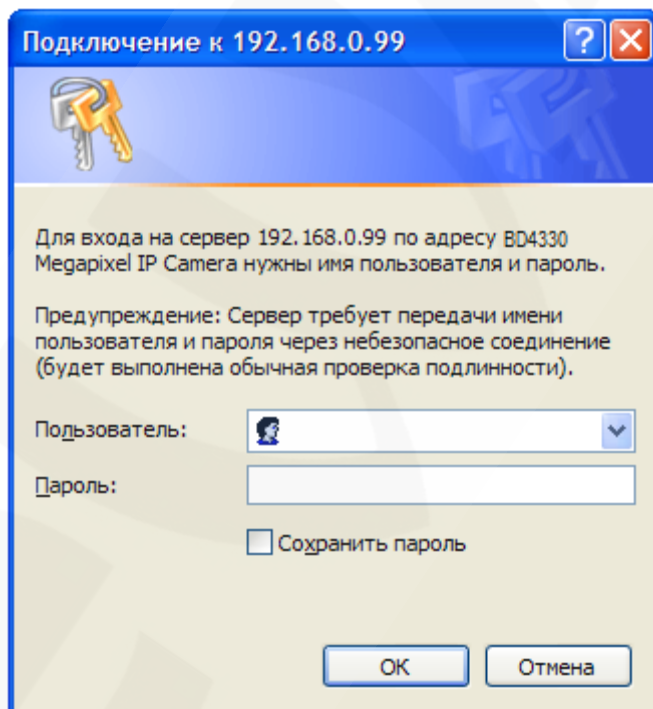 Подключение к 192.168.0.99
Для входа на сервер 192.168.0.99 по адресу BD4330
Megapixel IP Camera нужны имя пользователя и пароль.
Предупреждение: Сервер требует передачи имени
пользователя и пароля через небезопасное соединение
(будет выполнена обычная проверка подлинности).
Пользователь:
Пароль:
Сохранить пароль
ОК
Отмена